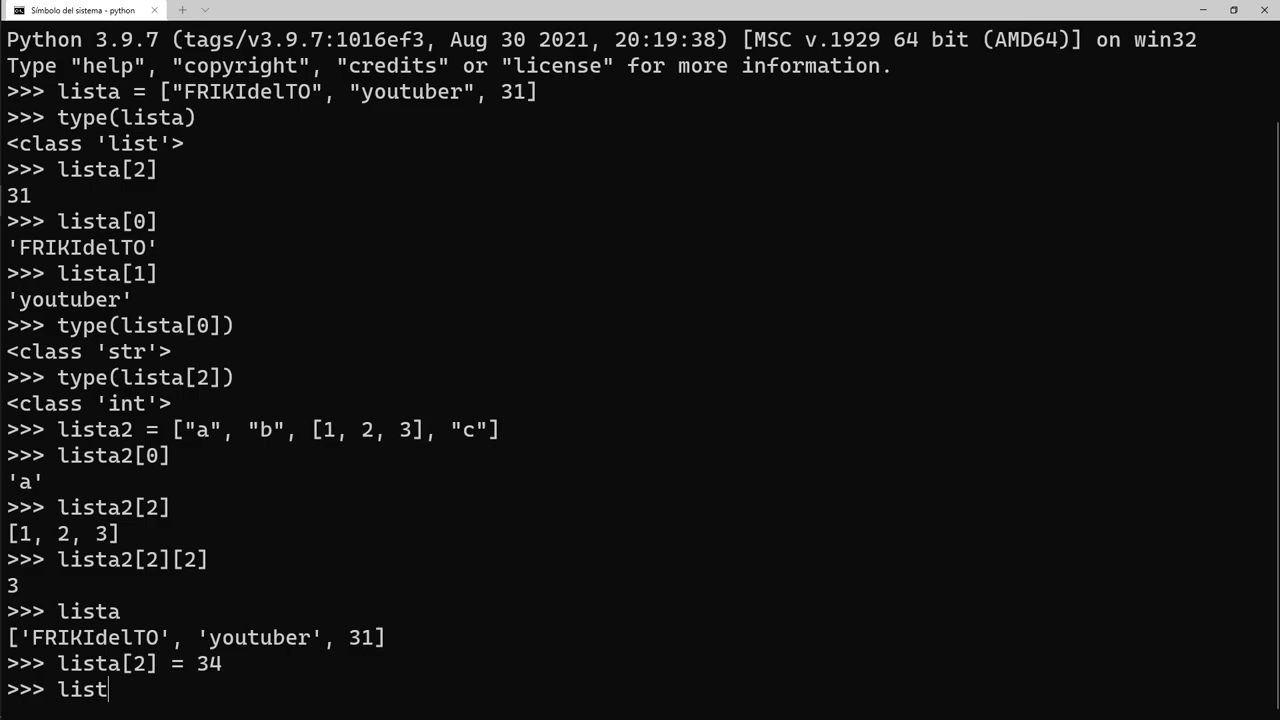 Símbolo del sistema - python
Python 3.9.7 (tags/v3.9.7:1016ef3, Aug 30 2021, 20:19:38) [MSC v.1929 64 bit (AMD64)] on win32
Type "help", "copyright", "credits" or "license" for more information.
>>> lista = ["FRIKIdelTO", "youtuber", 31]
>>> type(lista)
<class 'list'>
>>> lista[2]
31
>>> lista[0]
'FRIKIdelTO'
>>> lista[1]
'youtuber'
>>> type(lista[0])
<class 'str'>
>>> type(lista[2])
<class 'int'>
>>> lista2 = ["a", "b", [1, 2, 3], "c"]
>>> lista2[0]
'a'
>>> lista2[2]
[1, 2, 3]
>>> lista2[2][2]
3
>>> lista
['FRIKIdelTO', 'youtuber', 31]
>>> lista[2] = 34
>>> list